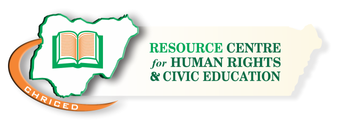 RESOURCE CENTRE
for HUMAN RIGHTS
& CIVIC EDUCATION
CHRICED